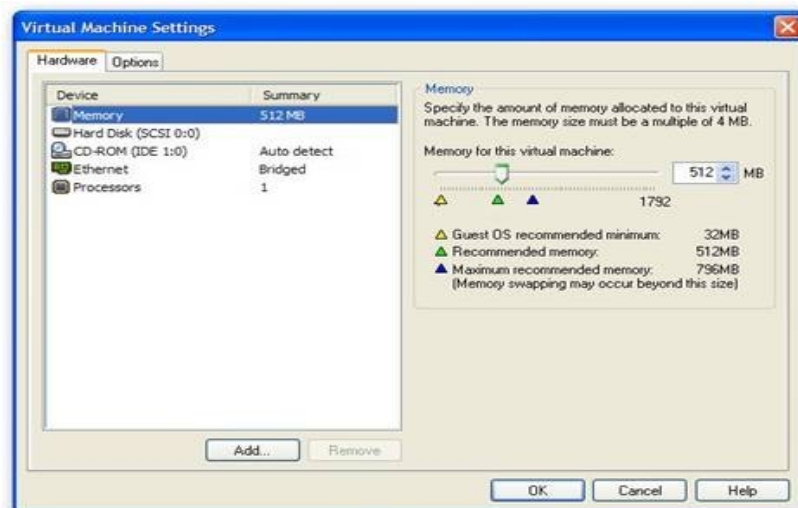 Virtual Machine Settings
Hardware Options
Device Summary
Memory 512 MB
Hard Disk (SCSI 0:0)
CD-ROM (IDE 1:0) Auto detect
Ethernet Bridged
Processors 1
Add... Remove
Memory
Specify the amount of memory allocated to this virtual
machine. The memory size must be a multiple of 4 MB.
Memory for this virtual machine:
512 MB
1792
Guest OS recommended minimum: 32MB
Recommended memory: 512MB
Maximum recommended memory: 796MB
(Memory swapping may occur beyond this size)
OK Cancel Help